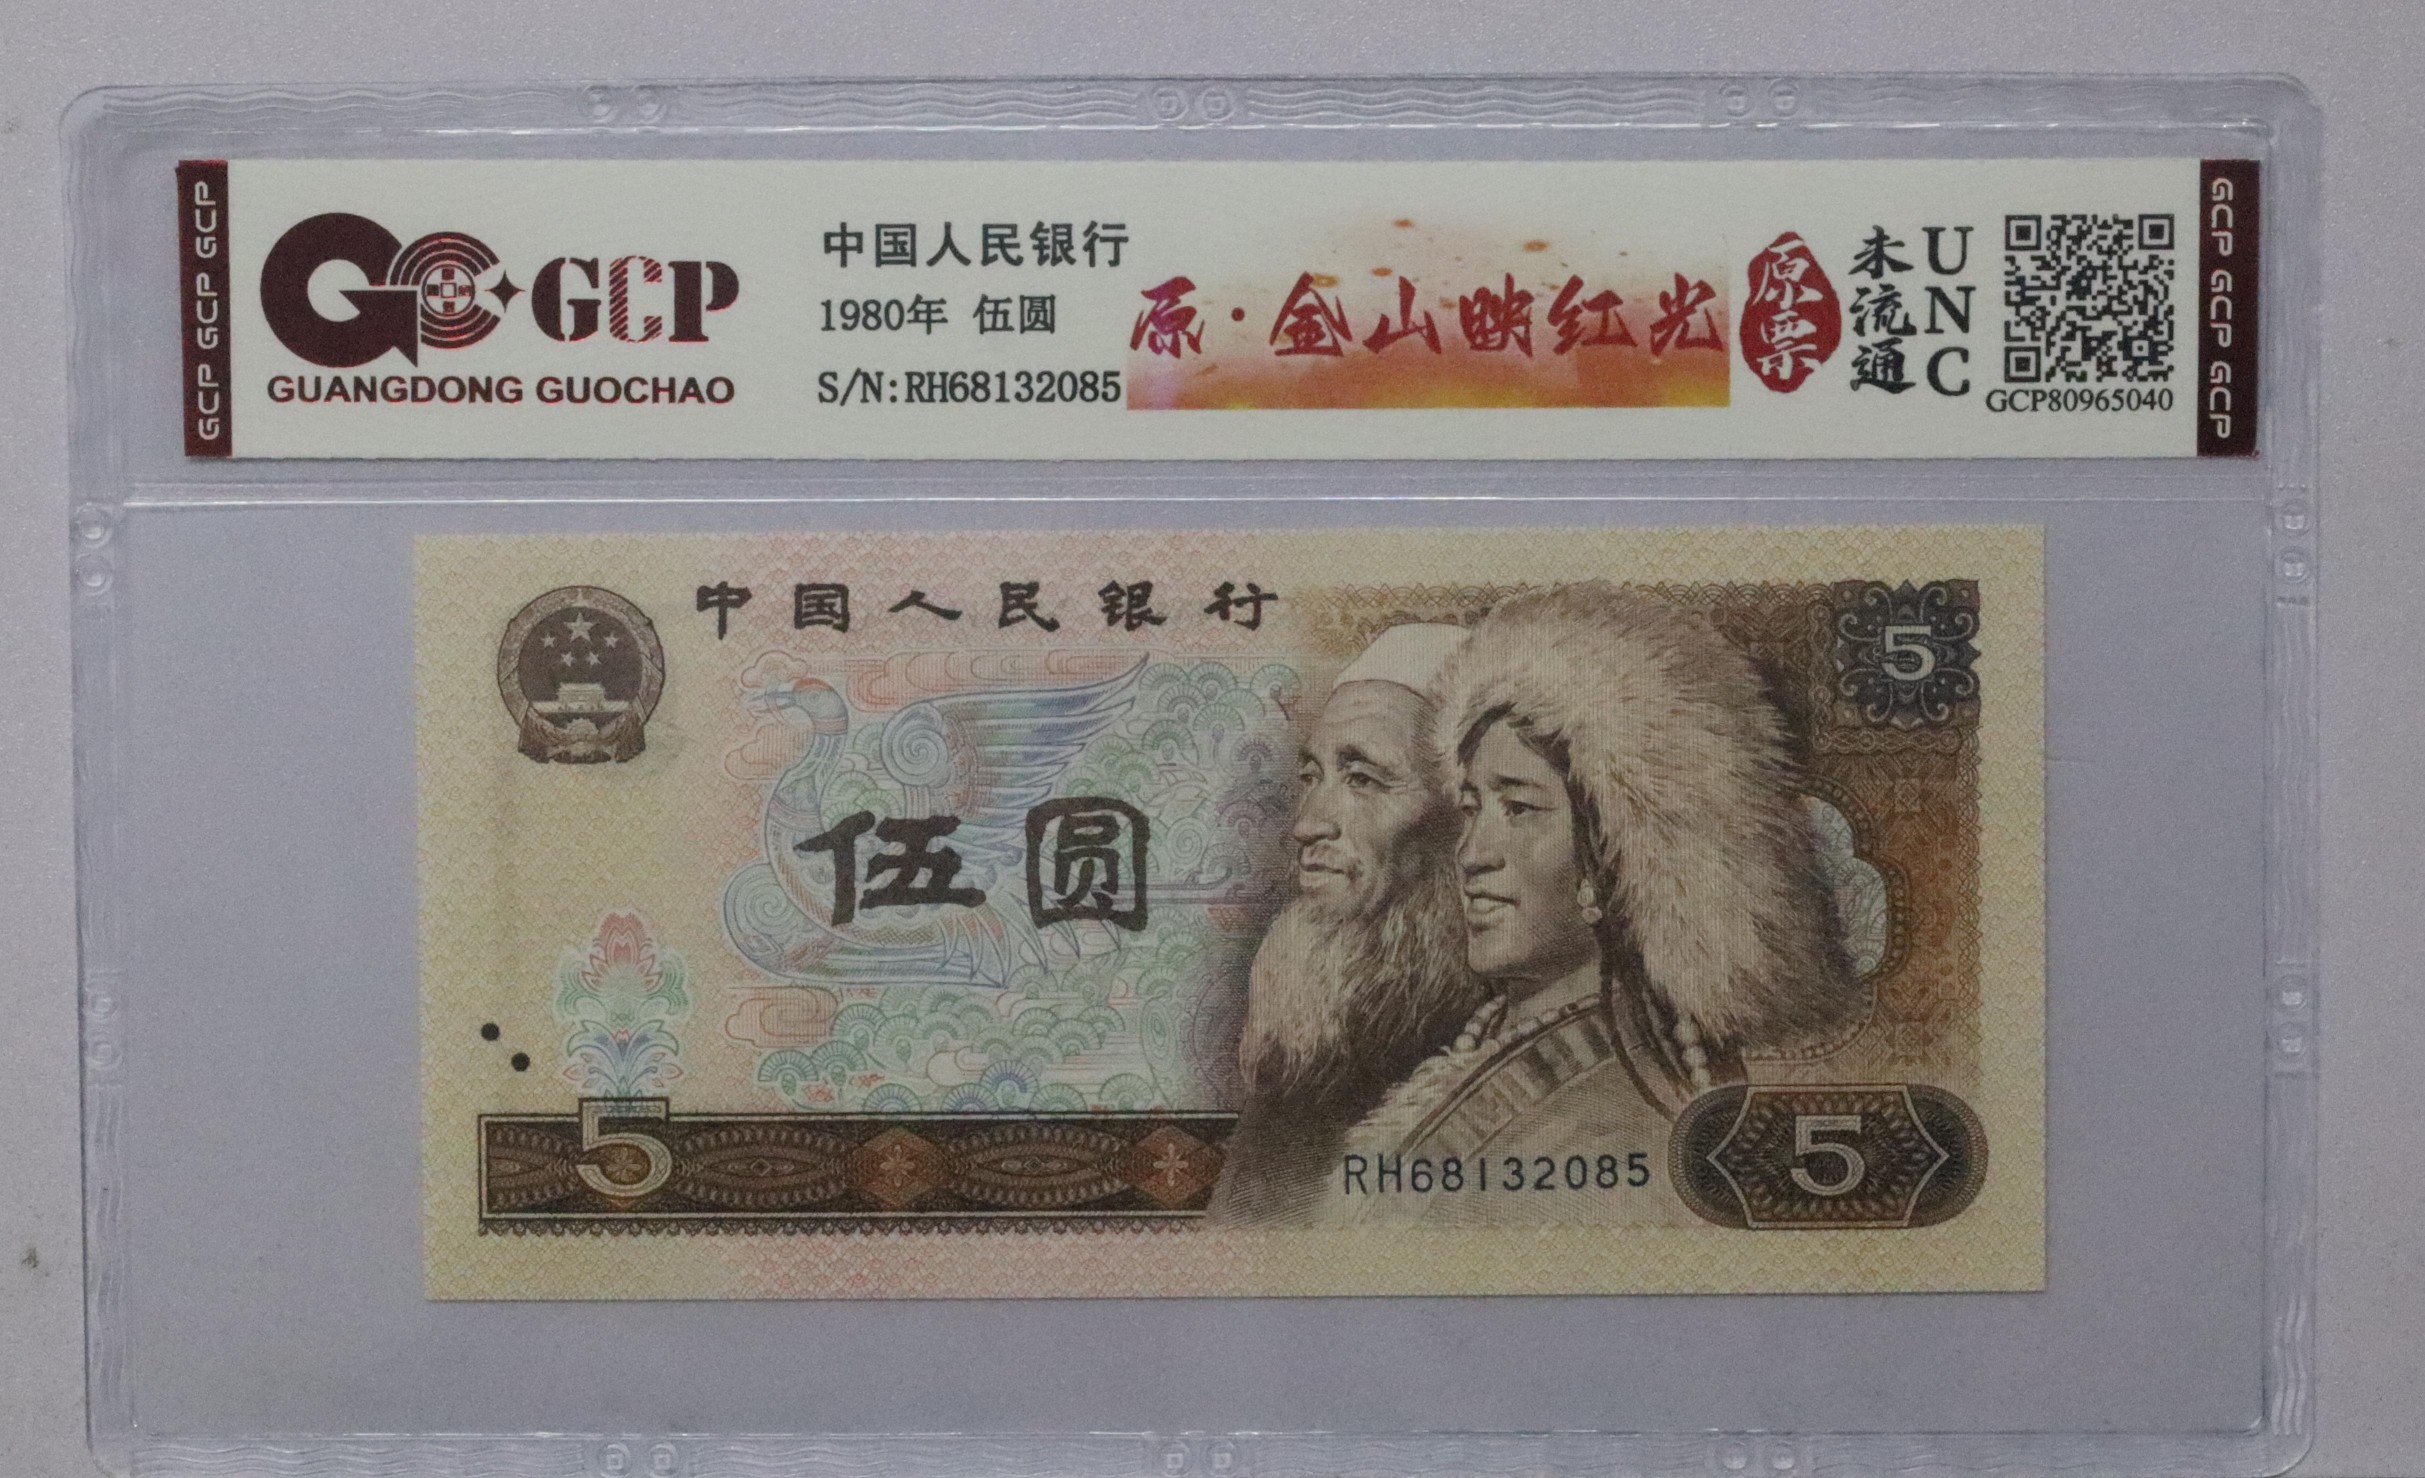 GCP GCP GCP
GCP
GUANGDONG GUOCHAO
中国人民银行
1980年 伍圆
S/N:RH68132085
原·金山映红光
原票
未流通
UNC
GCP80965040
GCP GCP GCP
中国人民银行
5
伍圆
5
RH68132085
5